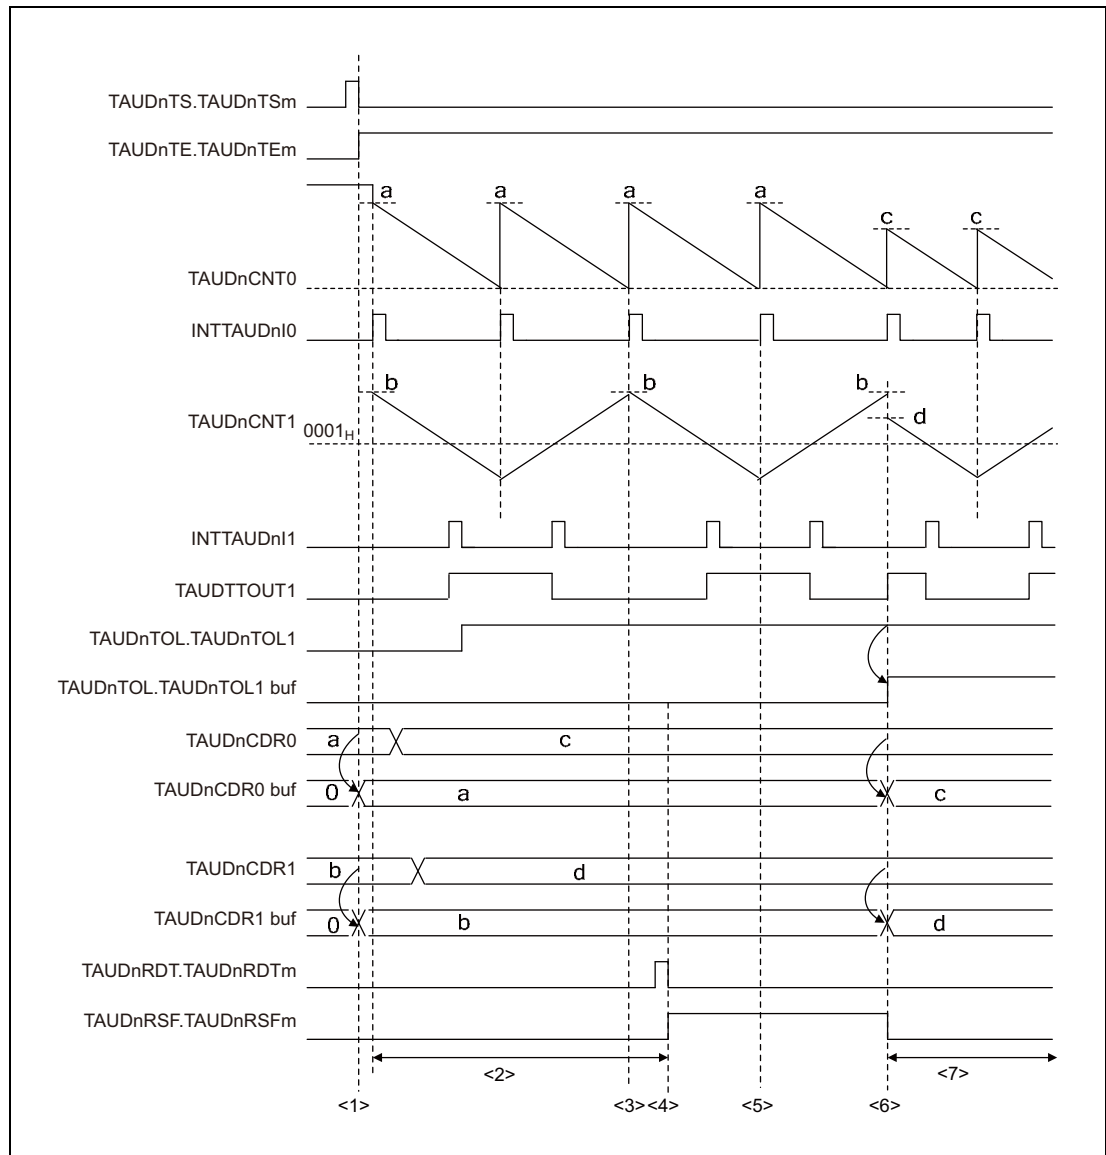 TAUDnTS.TAUDnTSm
TAUDnTE.TAUDnTEm
a a a a c c
TAUDnCNT0
INTTAUDnI0
b b b
TAUDnCNT1 d
0001H
INTTAUDnI1
TAUDTTOUT1
TAUDnTOL.TAUDnTOL1
TAUDnTOL.TAUDnTOL1 buf
TAUDnCDR0 a c
TAUDnCDR0 buf 0 a c
TAUDnCDR1 b d
TAUDnCDR1 buf 0 b d
TAUDnRDT.TAUDnRDTm
TAUDnRSF.TAUDnRSFm
<2> <7>
<1> <3><4> <5> <6>